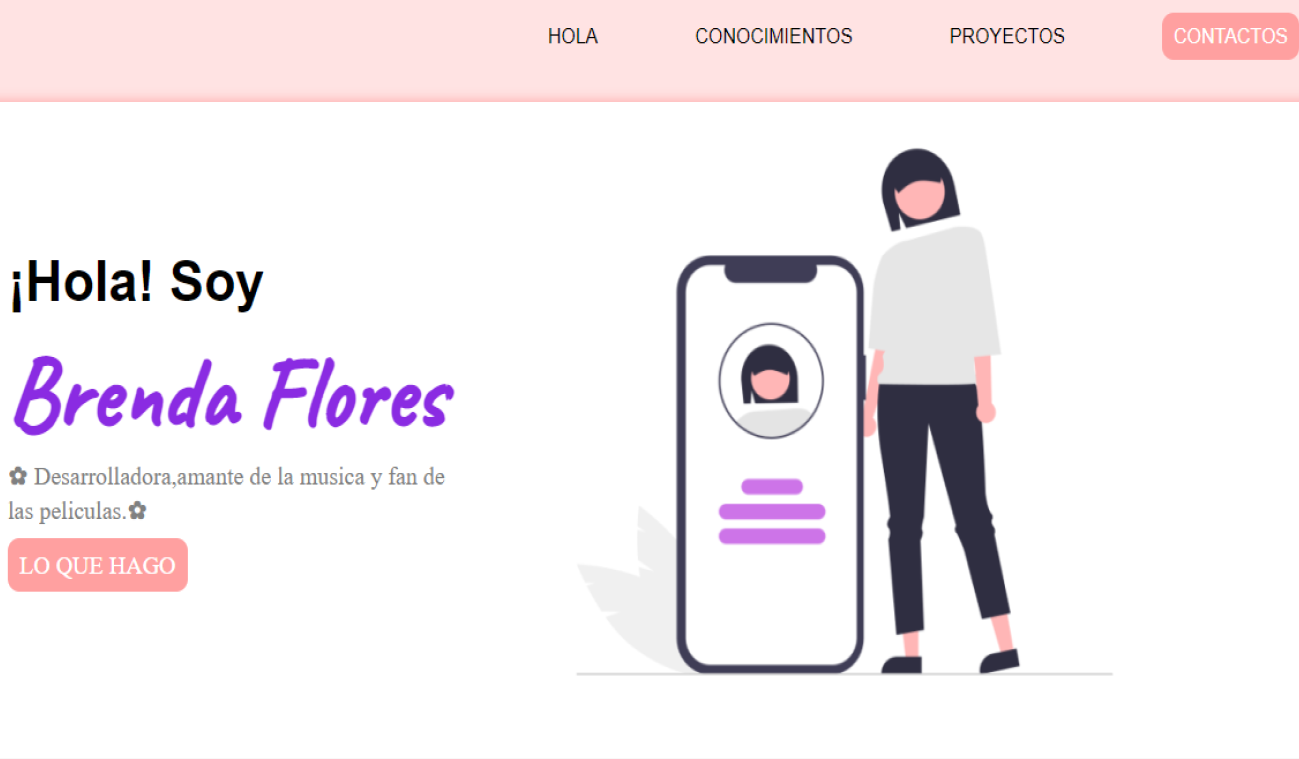 HOLA CONOCIMIENTOS PROYECTOS CONTACTOS
¡Hola! Soy
Brenda Flores
✿ Desarrolladora,amante de la musica y fan de
las peliculas.✿
LO QUE HAGO